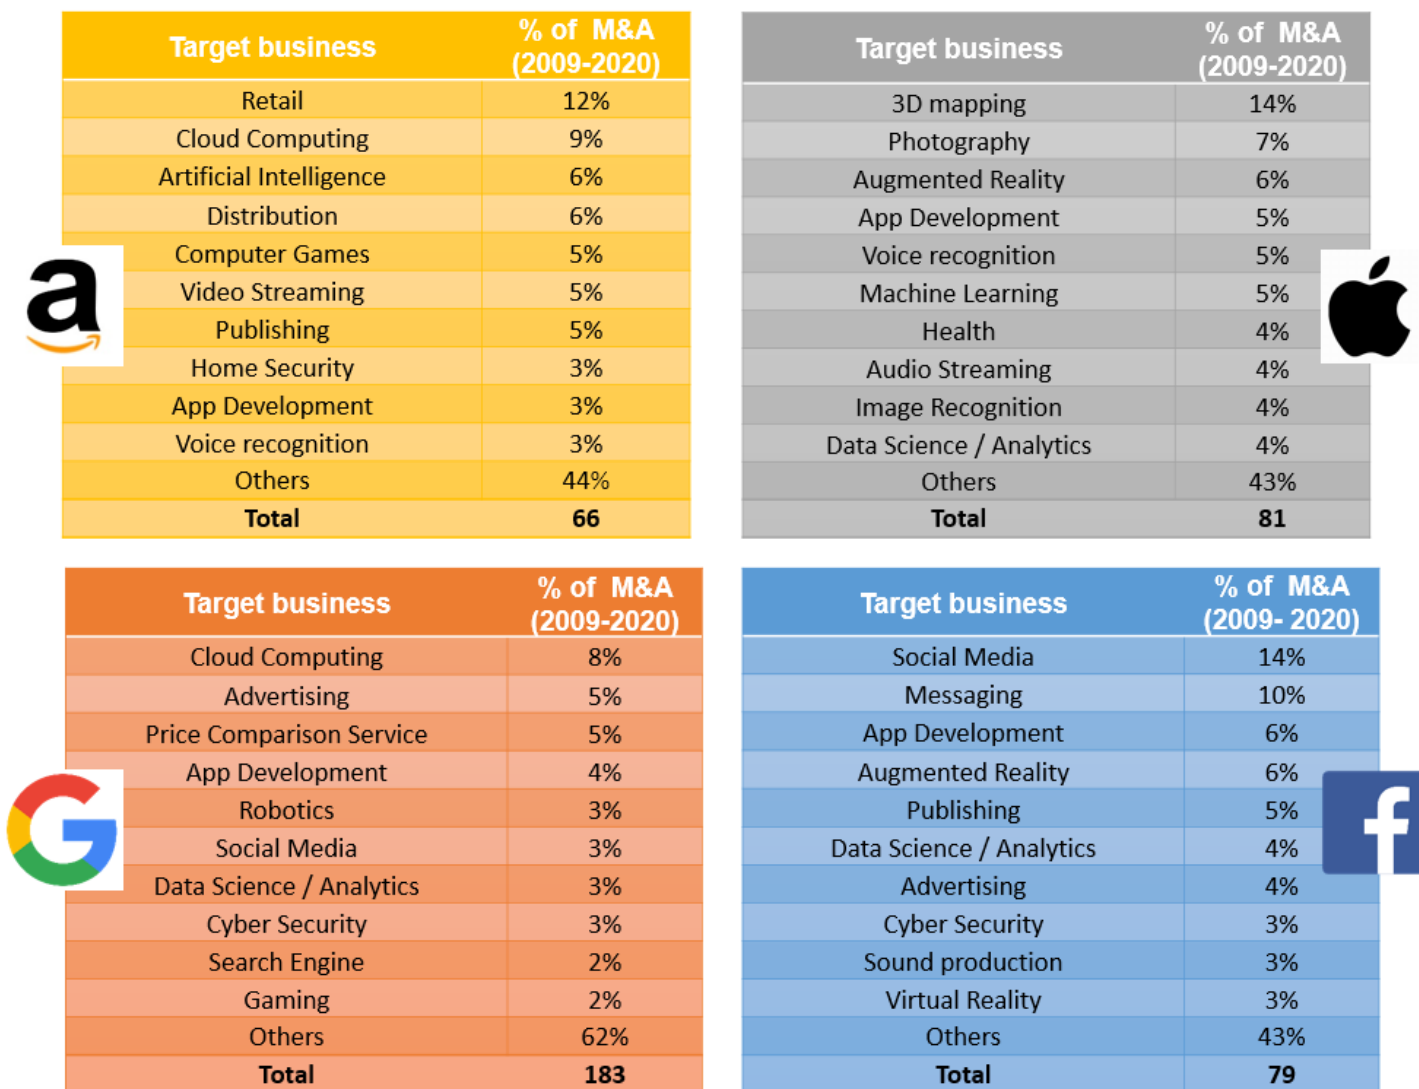 Target business % of M&A (2009-2020)
Retail 12%
Cloud Computing 9%
Artificial Intelligence 6%
Distribution 6%
Computer Games 5%
Video Streaming 5%
Publishing 5%
Home Security 3%
App Development 3%
Voice recognition 3%
Others 44%
Total 66
a
Target business % of M&A (2009-2020)
3D mapping 14%
Photography 7%
Augmented Reality 6%
App Development 5%
Voice recognition 5%
Machine Learning 5%
Health 4%
Audio Streaming 4%
Image Recognition 4%
Data Science / Analytics 4%
Others 43%
Total 81
Target business % of M&A (2009-2020)
Cloud Computing 8%
Advertising 5%
Price Comparison Service 5%
App Development 4%
Robotics 3%
Social Media 3%
Data Science / Analytics 3%
Cyber Security 3%
Search Engine 2%
Gaming 2%
Others 62%
Total 183
G
Target business % of M&A (2009- 2020)
Social Media 14%
Messaging 10%
App Development 6%
Augmented Reality 6%
Publishing 5%
Data Science / Analytics 4%
Advertising 4%
Cyber Security 3%
Sound production 3%
Virtual Reality 3%
Others 43%
Total 79
f